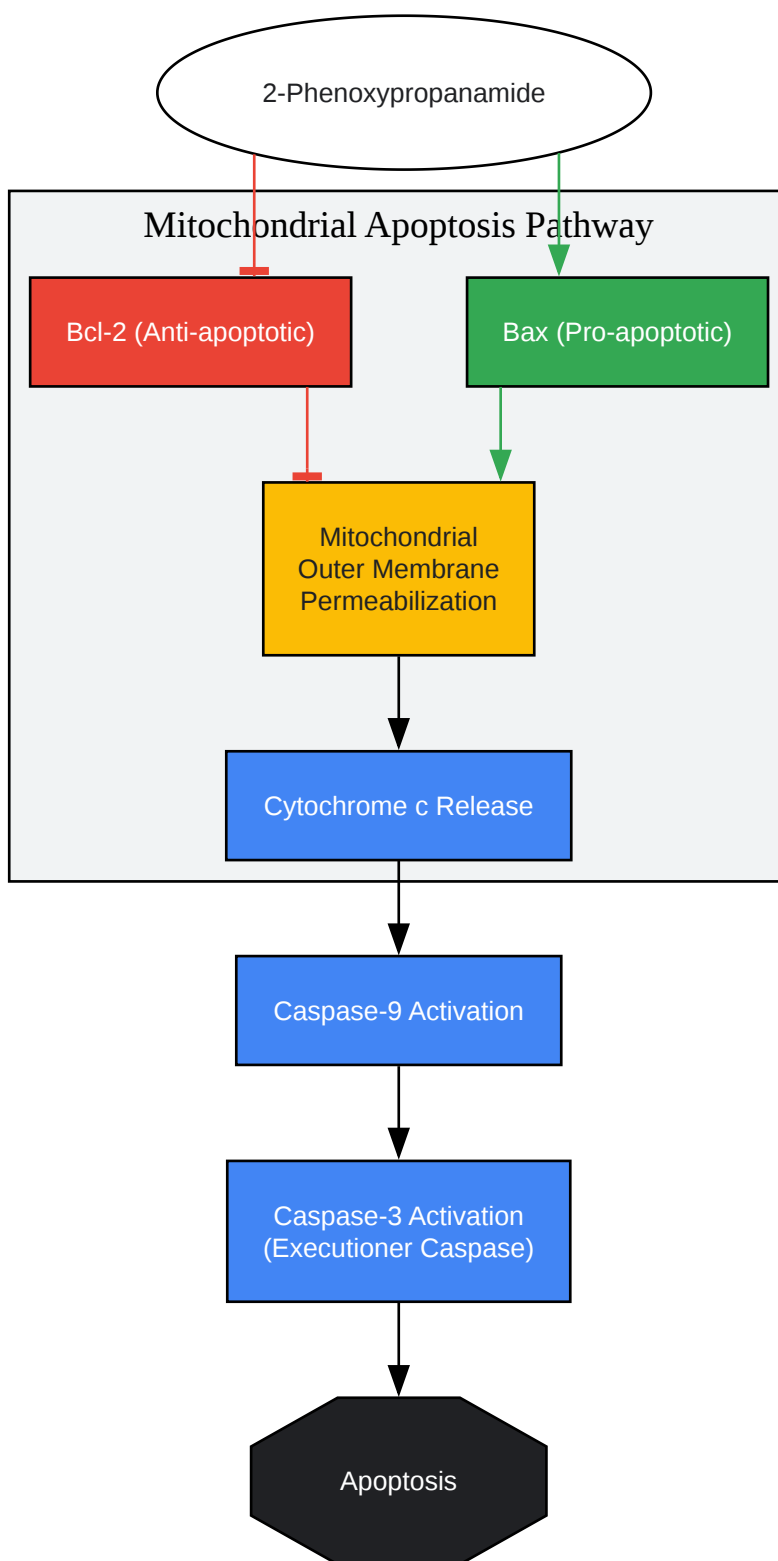 2-Phenoxypropanamide
Mitochondrial Apoptosis Pathway
Bcl-2 (Anti-apoptotic)
Bax (Pro-apoptotic)
Mitochondrial
Outer Membrane
Permeabilization
Cytochrome c Release
Caspase-9 Activation
Caspase-3 Activation
(Executioner Caspase)
Apoptosis